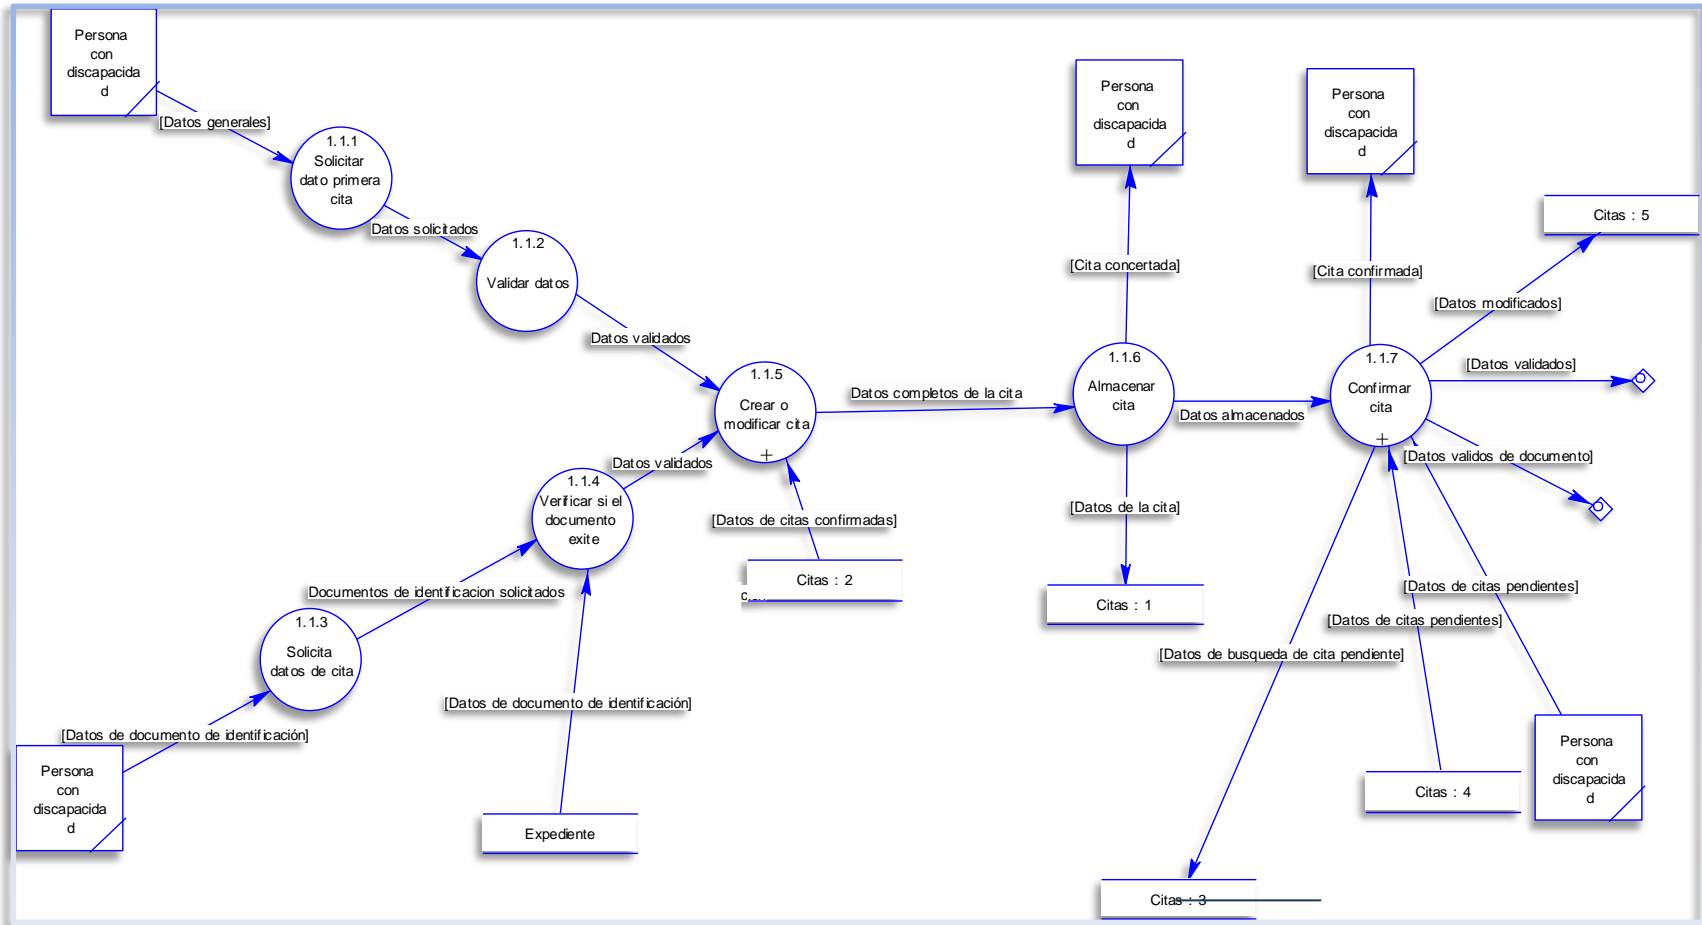 Persona
con
discapacida
d
[Datos generales]
1.1.1
Solicitar
dato primera
cita
Datos solicitados
1.1.2
Validar datos
Datos validados
1.1.5
Crear o
modificar cita
+
Datos completos de la cita
1.1.4
Verificar si el
documento
exite
Datos validados
[Datos de citas confirmadas]
Citas : 2
Documentos de identificacion solicitados
1.1.3
Solicita
datos de cita
[Datos de documento de identificación]
Persona
con
discapacida
d
[Datos de documento de identificación]
Expediente
Persona
con
discapacida
d
[Cita concertada]
1.1.6
Almacenar
cita
Datos almacenados
[Datos de la cita]
Citas : 1
Persona
con
discapacida
d
[Cita confirmada]
Citas : 5
[Datos modificados]
1.1.7
Confirmar
cita
+
[Datos validados]
[Datos validos de documento]
[Datos de citas pendientes]
[Datos de citas pendientes]
[Datos de busqueda de cita pendiente]
Persona
con
discapacida
d
Citas : 4
Citas : 3